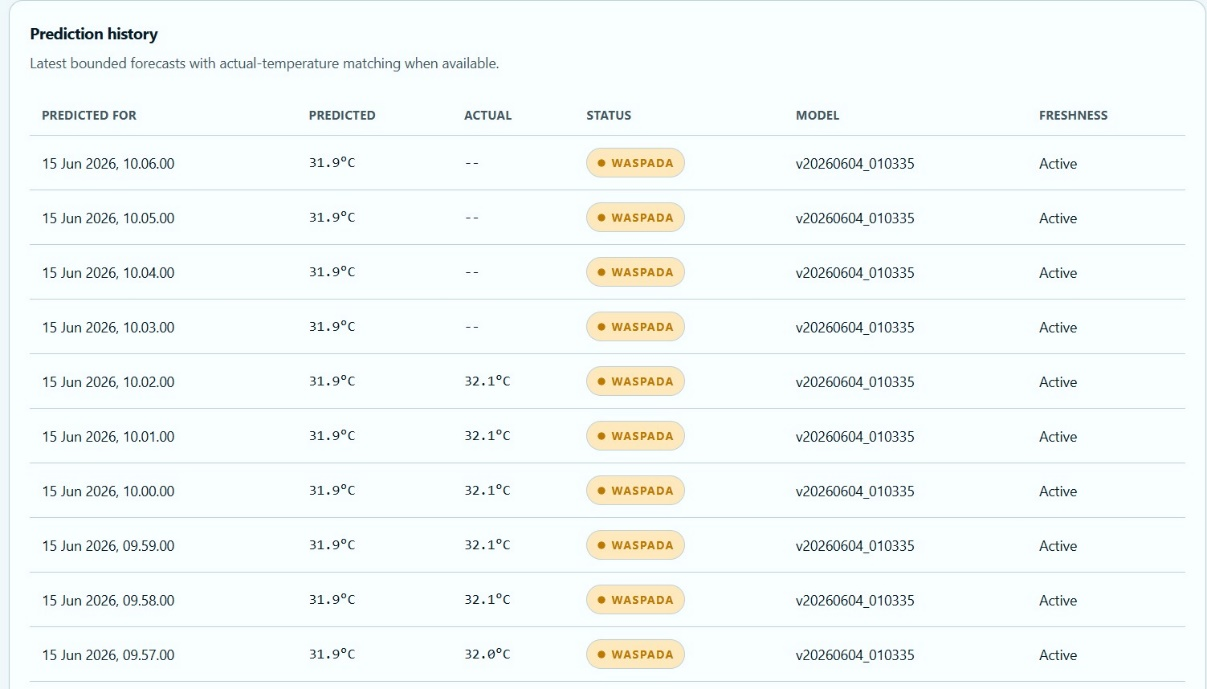 Prediction history
Latest bounded forecasts with actual-temperature matching when available.
PREDICTED FOR PREDICTED ACTUAL STATUS MODEL FRESHNESS
15 Jun 2026, 10.06.00 31.9°C -- WASPADA v20260604_010335 Active
15 Jun 2026, 10.05.00 31.9°C -- WASPADA v20260604_010335 Active
15 Jun 2026, 10.04.00 31.9°C -- WASPADA v20260604_010335 Active
15 Jun 2026, 10.03.00 31.9°C -- WASPADA v20260604_010335 Active
15 Jun 2026, 10.02.00 31.9°C 32.1°C WASPADA v20260604_010335 Active
15 Jun 2026, 10.01.00 31.9°C 32.1°C WASPADA v20260604_010335 Active
15 Jun 2026, 10.00.00 31.9°C 32.1°C WASPADA v20260604_010335 Active
15 Jun 2026, 09.59.00 31.9°C 32.1°C WASPADA v20260604_010335 Active
15 Jun 2026, 09.58.00 31.9°C 32.1°C WASPADA v20260604_010335 Active
15 Jun 2026, 09.57.00 31.9°C 32.0°C WASPADA v20260604_010335 Active